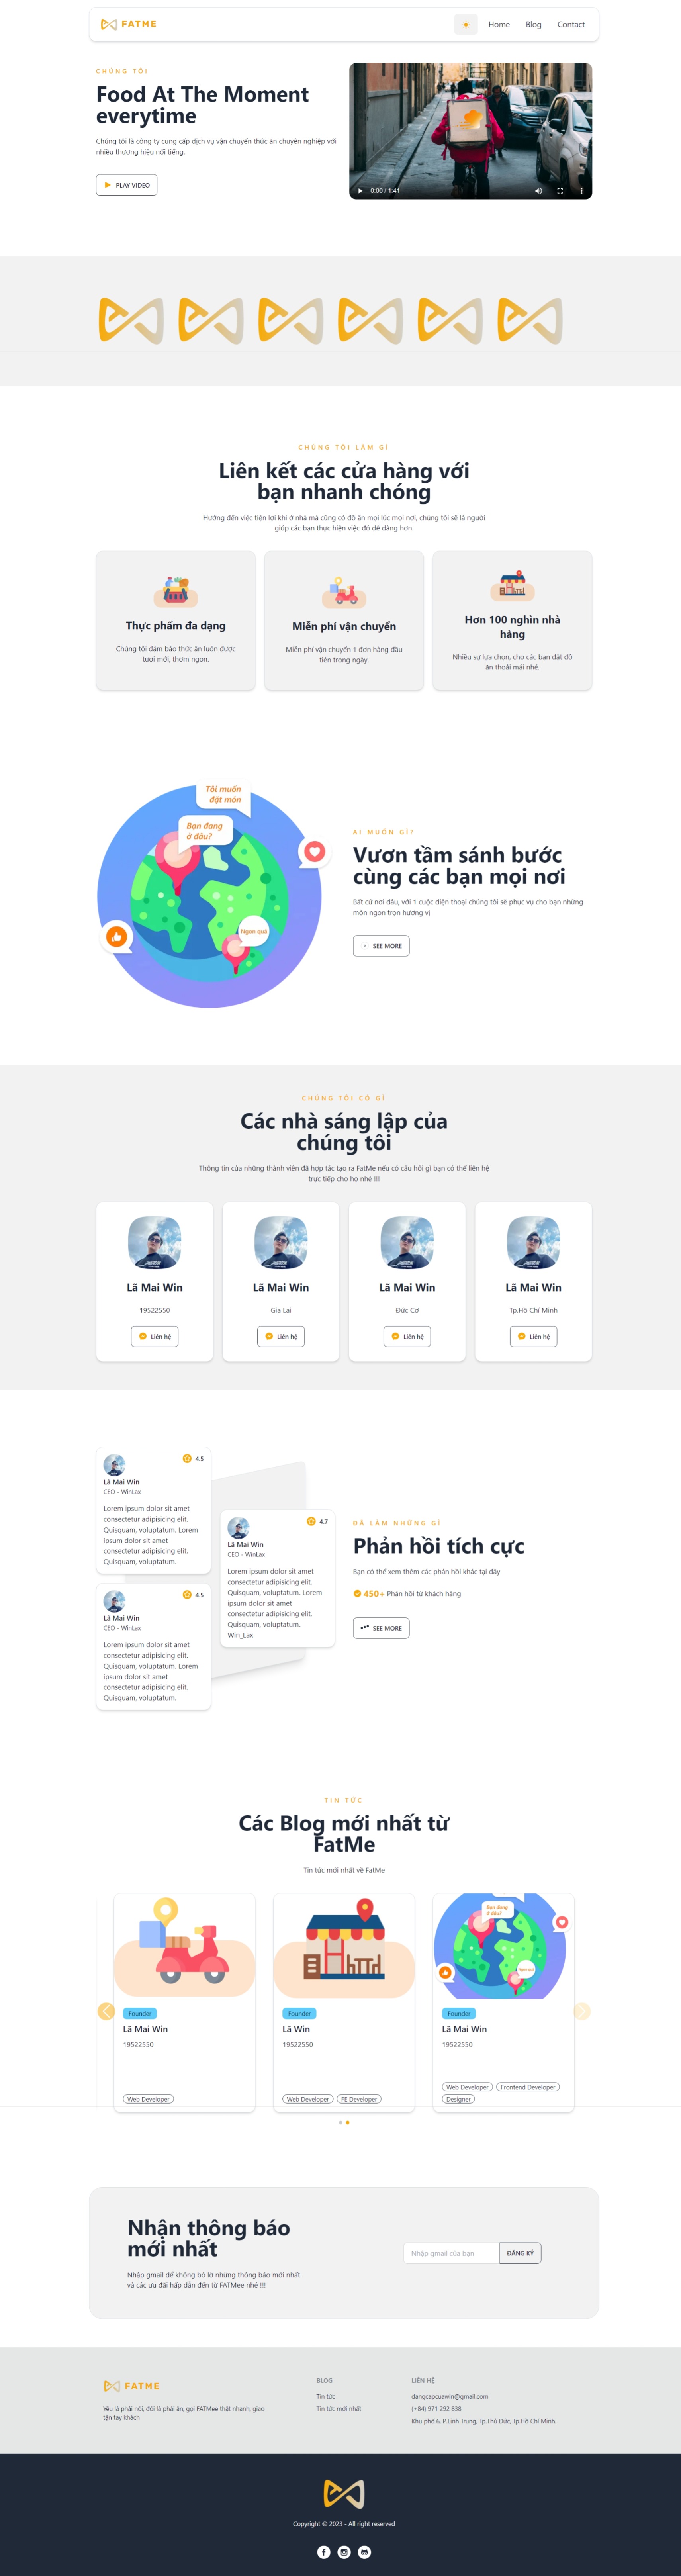 FATME
Home
Blog
Contact
CHÚNG TÔI
Food At The Moment
everytime
Chúng tôi là công ty cung cấp dịch vụ vận chuyển thức ăn chuyên nghiệp với
nhiều thương hiệu nổi tiếng.
PLAY VIDEO
0:00 / 1:41
CHÚNG TÔI LÀM GÌ
Liên kết các cửa hàng với
bạn nhanh chóng
Hướng đến việc tiện lợi khi ở nhà mà cũng có đồ ăn mọi lúc mọi nơi, chúng tôi sẽ là người
giúp các bạn thực hiện việc đó dễ dàng hơn.
Thực phẩm đa dạng
Chúng tôi đảm bảo thức ăn luôn được
tươi mới, thơm ngon.
Miễn phí vận chuyển
Miễn phí vận chuyển 1 đơn hàng đầu
tiên trong ngày.
Hơn 100 nghìn nhà
hàng
Nhiều sự lựa chọn, cho các bạn đặt đồ
ăn thoải mái nhé.
Tôi muốn
đặt món
Bạn đang
ở đâu?
Ngon quá
AI MUỐN GÌ?
Vươn tầm sánh bước
cùng các bạn mọi nơi
Bất cứ nơi đâu, với 1 cuộc điện thoại chúng tôi sẽ phục vụ cho bạn những
món ngon trọn hương vị
SEE MORE
CHÚNG TÔI CÓ GÌ
Các nhà sáng lập của
chúng tôi
Thông tin của những thành viên đã hợp tác tạo ra FatMe nếu có câu hỏi gì bạn có thể liên hệ
trực tiếp cho họ nhé !!!
Lã Mai Win
19522550
Liên hệ
Lã Mai Win
Gia Lai
Liên hệ
Lã Mai Win
Đức Cơ
Liên hệ
Lã Mai Win
Tp.Hồ Chí Minh
Liên hệ
4.5
Lã Mai Win
CEO - WinLax
Lorem ipsum dolor sit amet
consectetur adipisicing elit.
Quisquam, voluptatum. Lorem
ipsum dolor sit amet
consectetur adipisicing elit.
Quisquam, voluptatum.
4.7
Lã Mai Win
CEO - WinLax
Lorem ipsum dolor sit amet
consectetur adipisicing elit.
Quisquam, voluptatum. Lorem
ipsum dolor sit amet
consectetur adipisicing elit.
Quisquam, voluptatum.
Win_Lax
4.5
Lã Mai Win
CEO - WinLax
Lorem ipsum dolor sit amet
consectetur adipisicing elit.
Quisquam, voluptatum. Lorem
ipsum dolor sit amet
consectetur adipisicing elit.
Quisquam, voluptatum.
ĐÃ LÀM NHỮNG GÌ
Phản hồi tích cực
Bạn có thể xem thêm các phản hồi khác tại đây
450+ Phản hồi từ khách hàng
SEE MORE
TIN TỨC
Các Blog mới nhất từ
FatMe
Tin tức mới nhất về FatMe
Founder
Lã Mai Win
19522550
Web Developer
Founder
Lã Win
19522550
Web Developer
FE Developer
Bạn đang
ở đâu?
Ngon quá
Founder
Lã Mai Win
19522550
Web Developer
Frontend Developer
Designer
Nhận thông báo
mới nhất
Nhập gmail để không bỏ lỡ những thông báo mới nhất
và các ưu đãi hấp dẫn đến từ FATMee nhé !!!
Nhập gmail của bạn
ĐĂNG KÝ
FATME
Yêu là phải nói, đói là phải ăn, gọi FATMee thật nhanh, giao
tận tay khách
BLOG
Tin tức
Tin tức mới nhất
LIÊN HỆ
dangcapcuawin@gmail.com
(+84) 971 292 838
Khu phố 6, P.Linh Trung, Tp.Thủ Đức, Tp.Hồ Chí Minh.
Copyright © 2023 - All right reserved